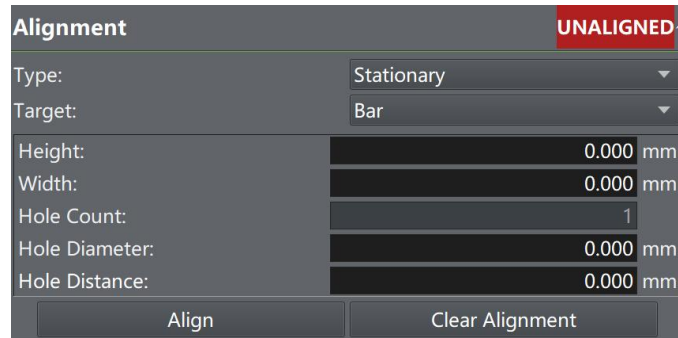 Alignment UNALIGNED
Type: Stationary
Target: Bar
Height: 0.000 mm
Width: 0.000 mm
Hole Count: 1
Hole Diameter: 0.000 mm
Hole Distance: 0.000 mm
Align Clear Alignment